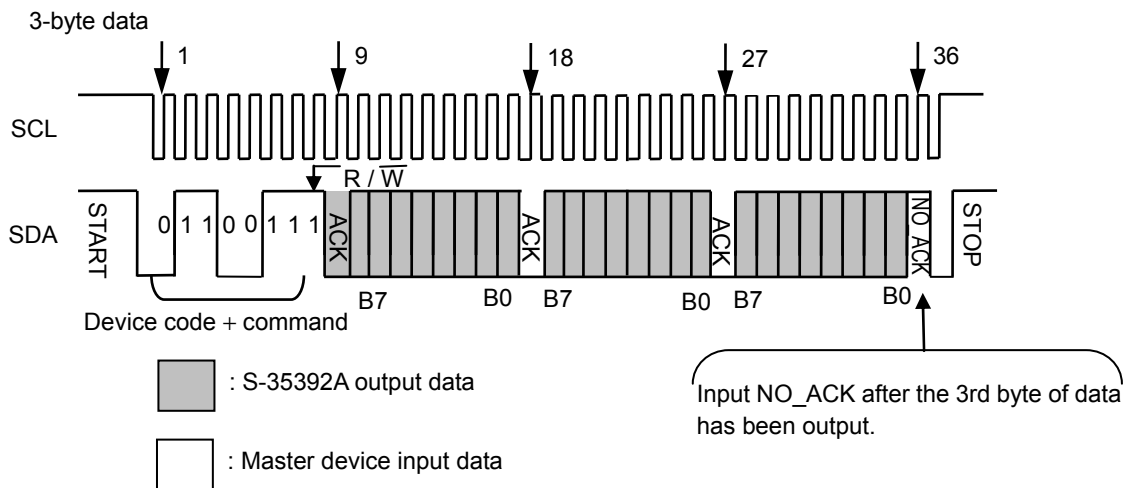 3-byte data
1 9 18 27 36
SCL
R / W
SDA START 0 1 1 0 0 1 1 1 ACK ACK ACK NO_ACK STOP
B7 B0 B7 B0 B7 B0
Device code + command
: S-35392A output data
: Master device input data
Input NO_ACK after the 3rd byte of data
has been output.